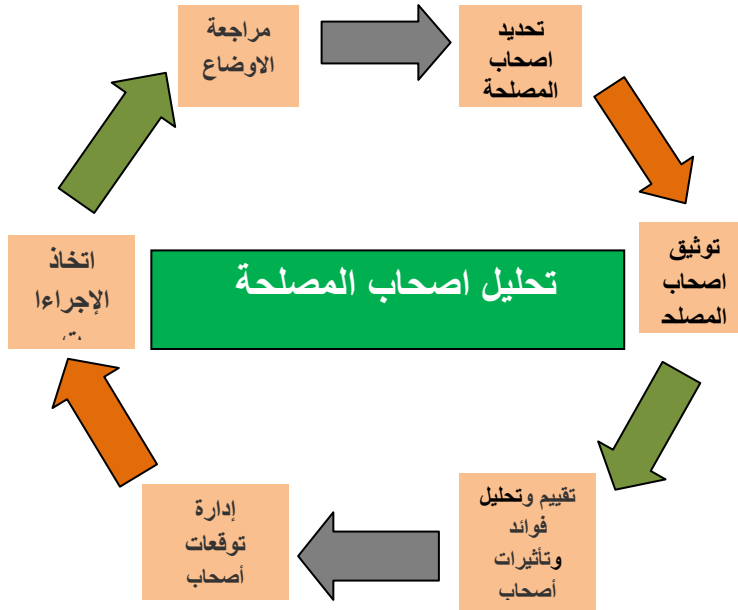 مراجعة
الاوضاع
تحديد
اصحاب
المصلحة
توثيق
اصحاب
المصلحـ
تقييم وتحليل
فوائد
وتأثيرات
أصحاب
إدارة
توقعات
أصحاب
اتخاذ
الإجراءا
تحليل اصحاب المصلحة